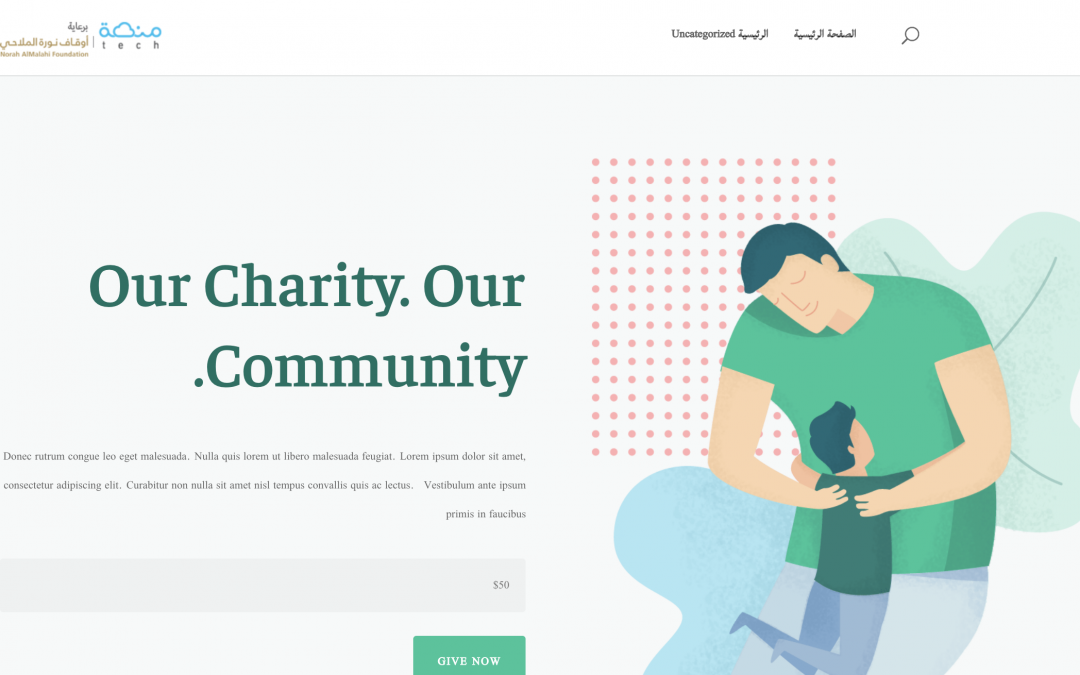 برعاية
منصة
أوقاف نورة الملاحي
tech
Norah AlMalahi Foundation
الصفحة الرئيسية
الرئيسية Uncategorized
Our Charity. Our
.Community
Donec rutrum congue leo eget malesuada. Nulla quis lorem ut libero malesuada feugiat. Lorem ipsum dolor sit amet,
consectetur adipiscing elit. Curabitur non nulla sit amet nisl tempus convallis quis ac lectus. Vestibulum ante ipsum
primis in faucibus
$50
GIVE NOW